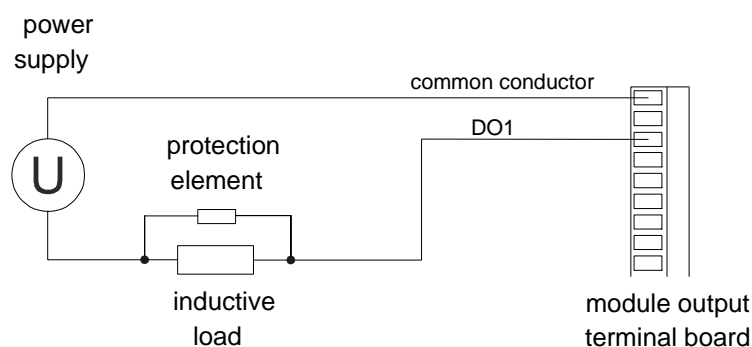 power
supply
common conductor
DO1
protection
element
U
inductive
load
module output
terminal board